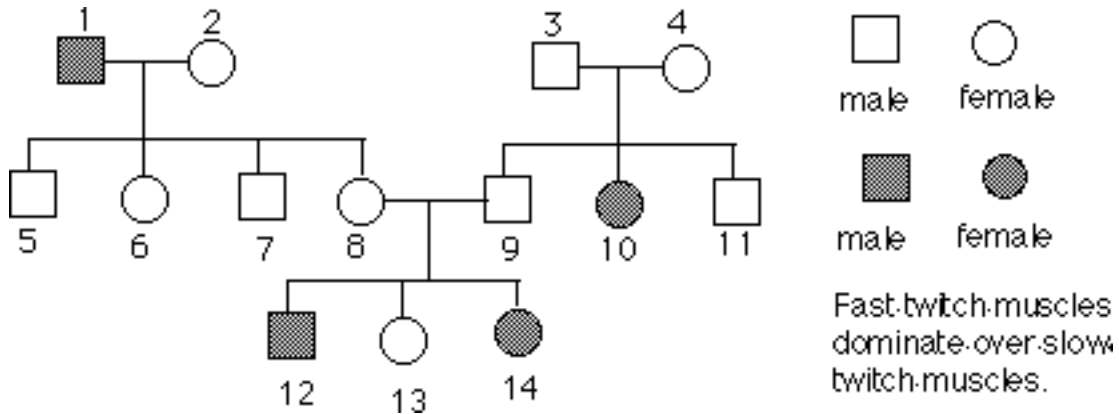 1 2 3 4
male female
5 6 7 8 9 10 11
male female
12 13 14
Fast·twitch·muscles
dominate·over·slow·
twitch·muscles.